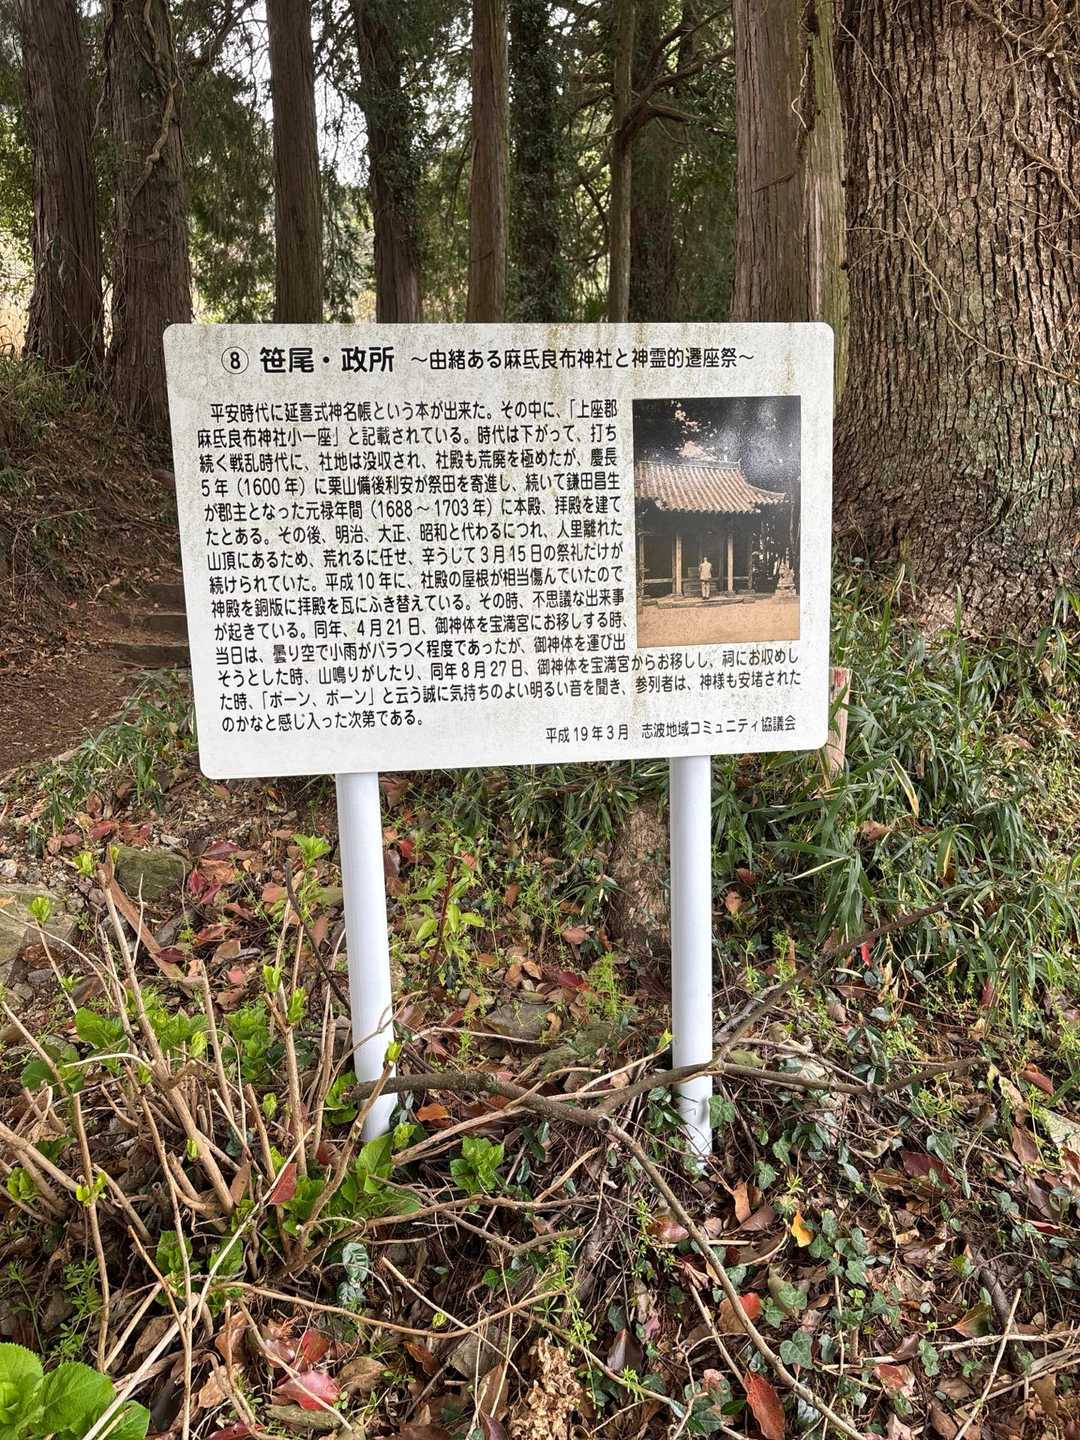 ⑧ 笹尾・政所 ～由緒ある麻氐良布神社と神霊的遷座祭～
平安時代に延喜式神名帳という本が出来た。その中に、「上座郡
麻氐良布神社小一座」と記載されている。時代は下がって、打ち
続く戦乱時代に、社地は没収され、社殿も荒廃を極めたが、慶長
5年（1600年）に栗山備後利安が祭田を寄進し、続いて鎌田昌生
が郡主となった元禄年間（1688～1703年）に本殿、拝殿を建て
たとある。その後、明治、大正、昭和と代わるにつれ、人里離れた
山頂にあるため、荒れるに任せ、辛うじて3月15日の祭礼だけが
続けられていた。平成10年に、社殿の屋根が相当傷んでいたので
神殿を銅版に拝殿を瓦にふき替えている。その時、不思議な出来事
が起きている。同年、4月21日、御神体を宝満宮にお移しする時、
当日は、曇り空で小雨がパラつく程度であったが、御神体を運び出
そうとした時、山鳴りがしたり、同年8月27日、御神体を宝満宮からお移しし、祠にお収めし
た時、「ボーン、ボーン」と云う誠に気持ちのよい明るい音を聞き、参列者は、神様も安堵された
のかなと感じ入った次第である。
平成19年3月 志波地域コミュニティ協議会